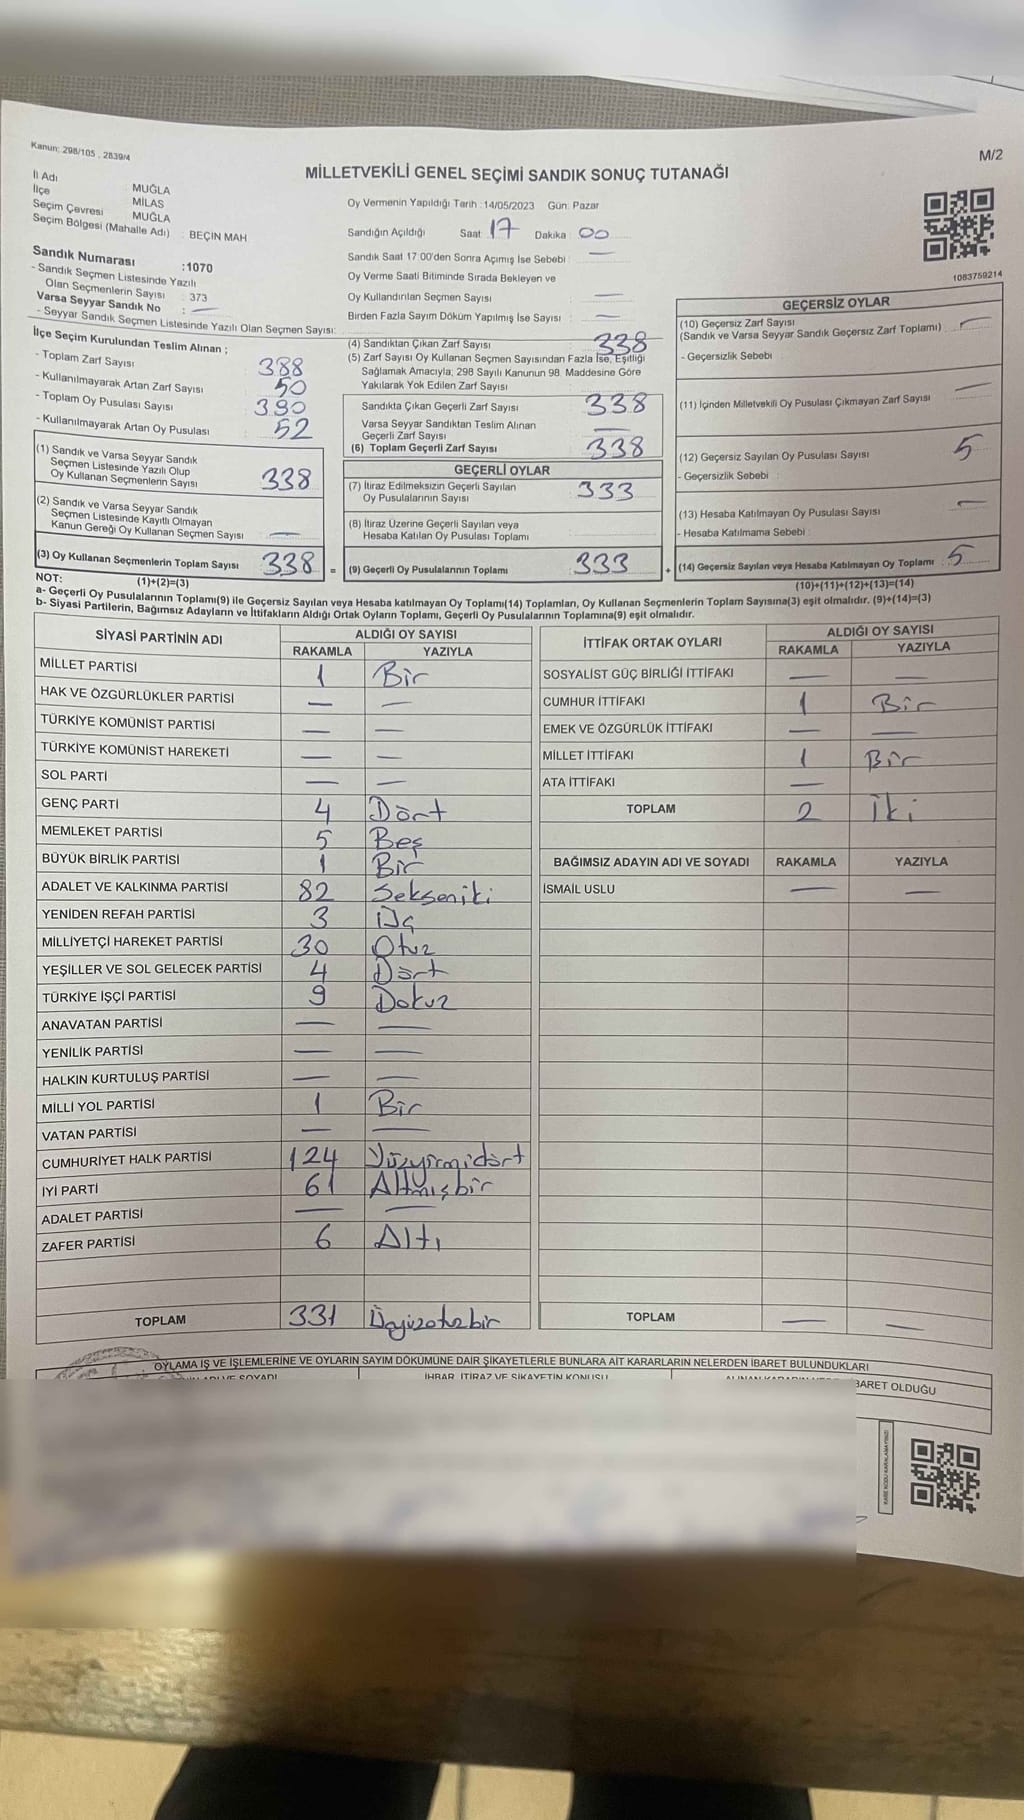 Kanun: 298/105 , 2839/4
M/2
MİLLETVEKİLİ GENEL SEÇİMİ SANDIK SONUÇ TUTANAĞI
İl Adı MUĞLA
İlçe MİLAS
Seçim Çevresi MUĞLA
Seçim Bölgesi (Mahalle Adı) : BEÇİN MAH
Sandık Numarası :1070
- Sandık Seçmen Listesinde Yazılı
Olan Seçmenlerin Sayısı : 373
Varsa Seyyar Sandık No : —
- Seyyar Sandık Seçmen Listesinde Yazılı Olan Seçmen Sayısı:
İlçe Seçim Kurulundan Teslim Alınan ;
- Toplam Zarf Sayısı 388
- Kullanılmayarak Artan Zarf Sayısı 50
- Toplam Oy Pusulası Sayısı 390
- Kullanılmayarak Artan Oy Pusulası 52
(1) Sandık ve Varsa Seyyar Sandık
Seçmen Listesinde Yazılı Olup
Oy Kullanan Seçmenlerin Sayısı 338
(2) Sandık ve Varsa Seyyar Sandık
Seçmen Listesinde Kayıtlı Olmayan
Kanun Gereği Oy Kullanan Seçmen Sayısı —
(3) Oy Kullanan Seçmenlerin Toplam Sayısı 338 =
Oy Vermenin Yapıldığı Tarih :14/05/2023 Gün: Pazar
Sandığın Açıldığı Saat 17 Dakika : 00
Sandık Saat 17:00'den Sonra Açımış İse Sebebi : —
Oy Verme Saati Bitiminde Sırada Bekleyen ve
Oy Kullandırılan Seçmen Sayısı —
Birden Fazla Sayım Döküm Yapılmış İse Sayısı —
(4) Sandıktan Çıkan Zarf Sayısı 338
(5) Zarf Sayısı Oy Kullanan Seçmen Sayısından Fazla İse, Eşitliği
Sağlamak Amacıyla; 298 Sayılı Kanunun 98. Maddesine Göre
Yakılarak Yok Edilen Zarf Sayısı :
Sandıkta Çıkan Geçerli Zarf Sayısı 338
Varsa Seyyar Sandıktan Teslim Alınan
Geçerli Zarf Sayısı —
(6) Toplam Geçerli Zarf Sayısı 338
GEÇERLİ OYLAR
(7) İtiraz Edilmeksizin Geçerli Sayılan
Oy Pusulalarının Sayısı 333
(8) İtiraz Üzerine Geçerli Sayılan veya
Hesaba Katılan Oy Pusulası Toplamı
(9) Geçerli Oy Pusulalarının Toplamı 333 +
1083759214
GEÇERSİZ OYLAR
(10) Geçersiz Zarf Sayısı —
(Sandık ve Varsa Seyyar Sandık Geçersiz Zarf Toplamı)
- Geçersizlik Sebebi
(11) İçinden Milletvekili Oy Pusulası Çıkmayan Zarf Sayısı —
(12) Geçersiz Sayılan Oy Pusulası Sayısı 5
- Geçersizlik Sebebi :
(13) Hesaba Katılmayan Oy Pusulası Sayısı —
- Hesaba Katılmama Sebebi :
(14) Geçersiz Sayılan veya Hesaba Katılmayan Oy Toplamı 5
NOT: (1)+(2)=(3) (10)+(11)+(12)+(13)=(14)
a- Geçerli Oy Pusulalarının Toplamı(9) ile Geçersiz Sayılan veya Hesaba katılmayan Oy Toplamı(14) Toplamları, Oy Kullanan Seçmenlerin Toplam Sayısına(3) eşit olmalıdır. (9)+(14)=(3)
b- Siyasi Partilerin, Bağımsız Adayların ve İttifakların Aldığı Ortak Oyların Toplamı, Geçerli Oy Pusulalarının Toplamına(9) eşit olmalıdır.
SİYASİ PARTİNİN ADI ALDIĞI OY SAYISI
RAKAMLA YAZIYLA
MİLLET PARTİSİ 1 Bir
HAK VE ÖZGÜRLÜKLER PARTİSİ — —
TÜRKİYE KOMÜNİST PARTİSİ — —
TÜRKİYE KOMÜNİST HAREKETİ — —
SOL PARTİ — —
GENÇ PARTİ 4 Dört
MEMLEKET PARTİSİ 5 Beş
BÜYÜK BİRLİK PARTİSİ 1 Bir
ADALET VE KALKINMA PARTİSİ 82 Sekseniki
YENİDEN REFAH PARTİSİ 3 Üç
MİLLİYETÇİ HAREKET PARTİSİ 30 Otuz
YEŞİLLER VE SOL GELECEK PARTİSİ 4 Dört
TÜRKİYE İŞÇİ PARTİSİ 9 Dokuz
ANAVATAN PARTİSİ — —
YENİLİK PARTİSİ — —
HALKIN KURTULUŞ PARTİSİ — —
MİLLİ YOL PARTİSİ 1 Bir
VATAN PARTİSİ — —
CUMHURİYET HALK PARTİSİ 124 Yüzyirmidört
İYİ PARTİ 61 Altmışbir
ADALET PARTİSİ — —
ZAFER PARTİSİ 6 Altı
TOPLAM 331 Üçyüzotuzbir
İTTİFAK ORTAK OYLARI ALDIĞI OY SAYISI
RAKAMLA YAZIYLA
SOSYALİST GÜÇ BİRLİĞİ İTTİFAKI — —
CUMHUR İTTİFAKI 1 Bir
EMEK VE ÖZGÜRLÜK İTTİFAKI — —
MİLLET İTTİFAKI 1 Bir
ATA İTTİFAKI —
TOPLAM 2 İki
BAĞIMSIZ ADAYIN ADI VE SOYADI RAKAMLA YAZIYLA
İSMAİL USLU — —
TOPLAM — —
OYLAMA İŞ VE İŞLEMLERİNE VE OYLARIN SAYIM DÖKÜMÜNE DAİR ŞİKAYETLERLE BUNLARA AİT KARARLARIN NELERDEN İBARET BULUNDUKLARI
İHBAR, İTİRAZ VE ŞİKAYETİN KONUSU
İBARET OLDUĞU